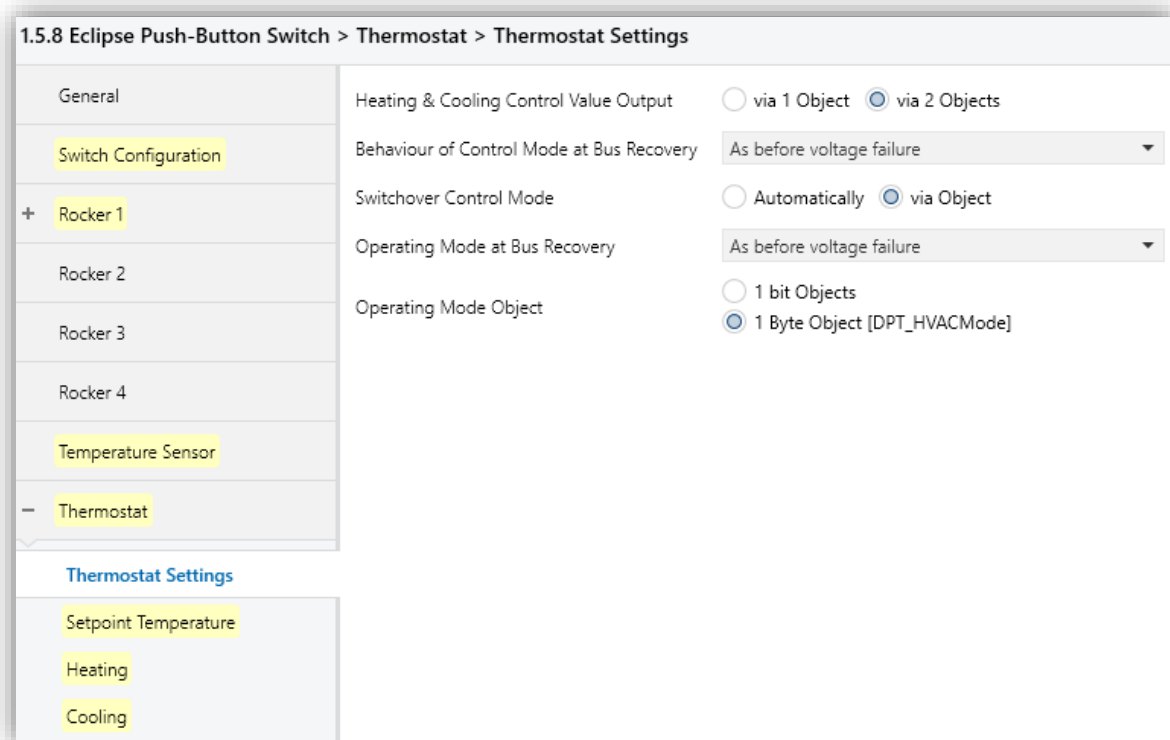 1.5.8 Eclipse Push-Button Switch > Thermostat > Thermostat Settings
General
Switch Configuration
+ Rocker 1
Rocker 2
Rocker 3
Rocker 4
Temperature Sensor
− Thermostat
Thermostat Settings
Setpoint Temperature
Heating
Cooling
Heating & Cooling Control Value Output via 1 Object via 2 Objects
Behaviour of Control Mode at Bus Recovery As before voltage failure
Switchover Control Mode Automatically via Object
Operating Mode at Bus Recovery As before voltage failure
Operating Mode Object 1 bit Objects
1 Byte Object [DPT_HVACMode]